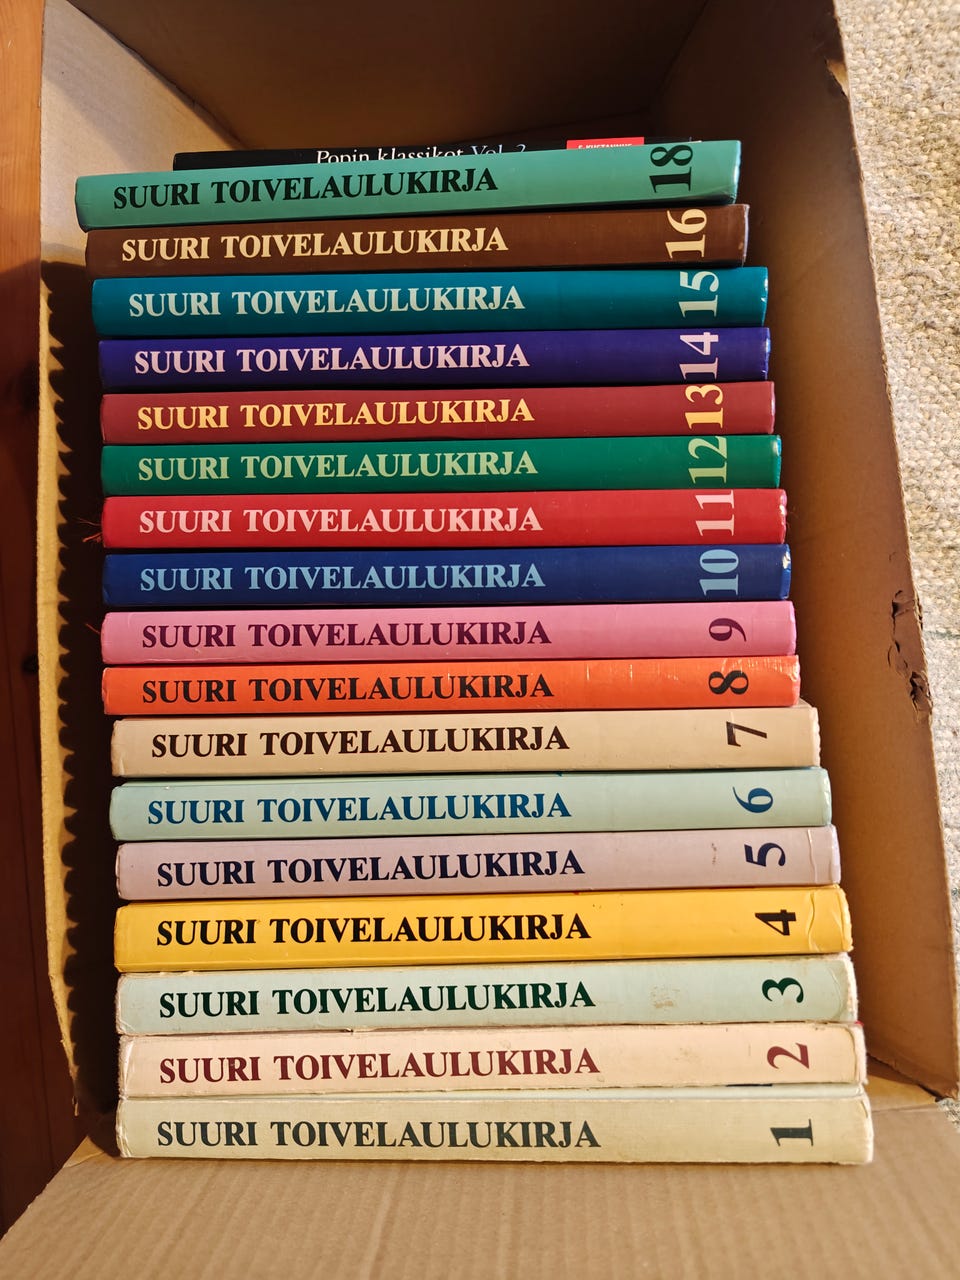 Popin klassikot Vol. 2
SUURI TOIVELAULUKIRJA 18
SUURI TOIVELAULUKIRJA 16
SUURI TOIVELAULUKIRJA 15
SUURI TOIVELAULUKIRJA 14
SUURI TOIVELAULUKIRJA 13
SUURI TOIVELAULUKIRJA 12
SUURI TOIVELAULUKIRJA 11
SUURI TOIVELAULUKIRJA 10
SUURI TOIVELAULUKIRJA 9
SUURI TOIVELAULUKIRJA 8
SUURI TOIVELAULUKIRJA 7
SUURI TOIVELAULUKIRJA 6
SUURI TOIVELAULUKIRJA 5
SUURI TOIVELAULUKIRJA 4
SUURI TOIVELAULUKIRJA 3
SUURI TOIVELAULUKIRJA 2
SUURI TOIVELAULUKIRJA 1